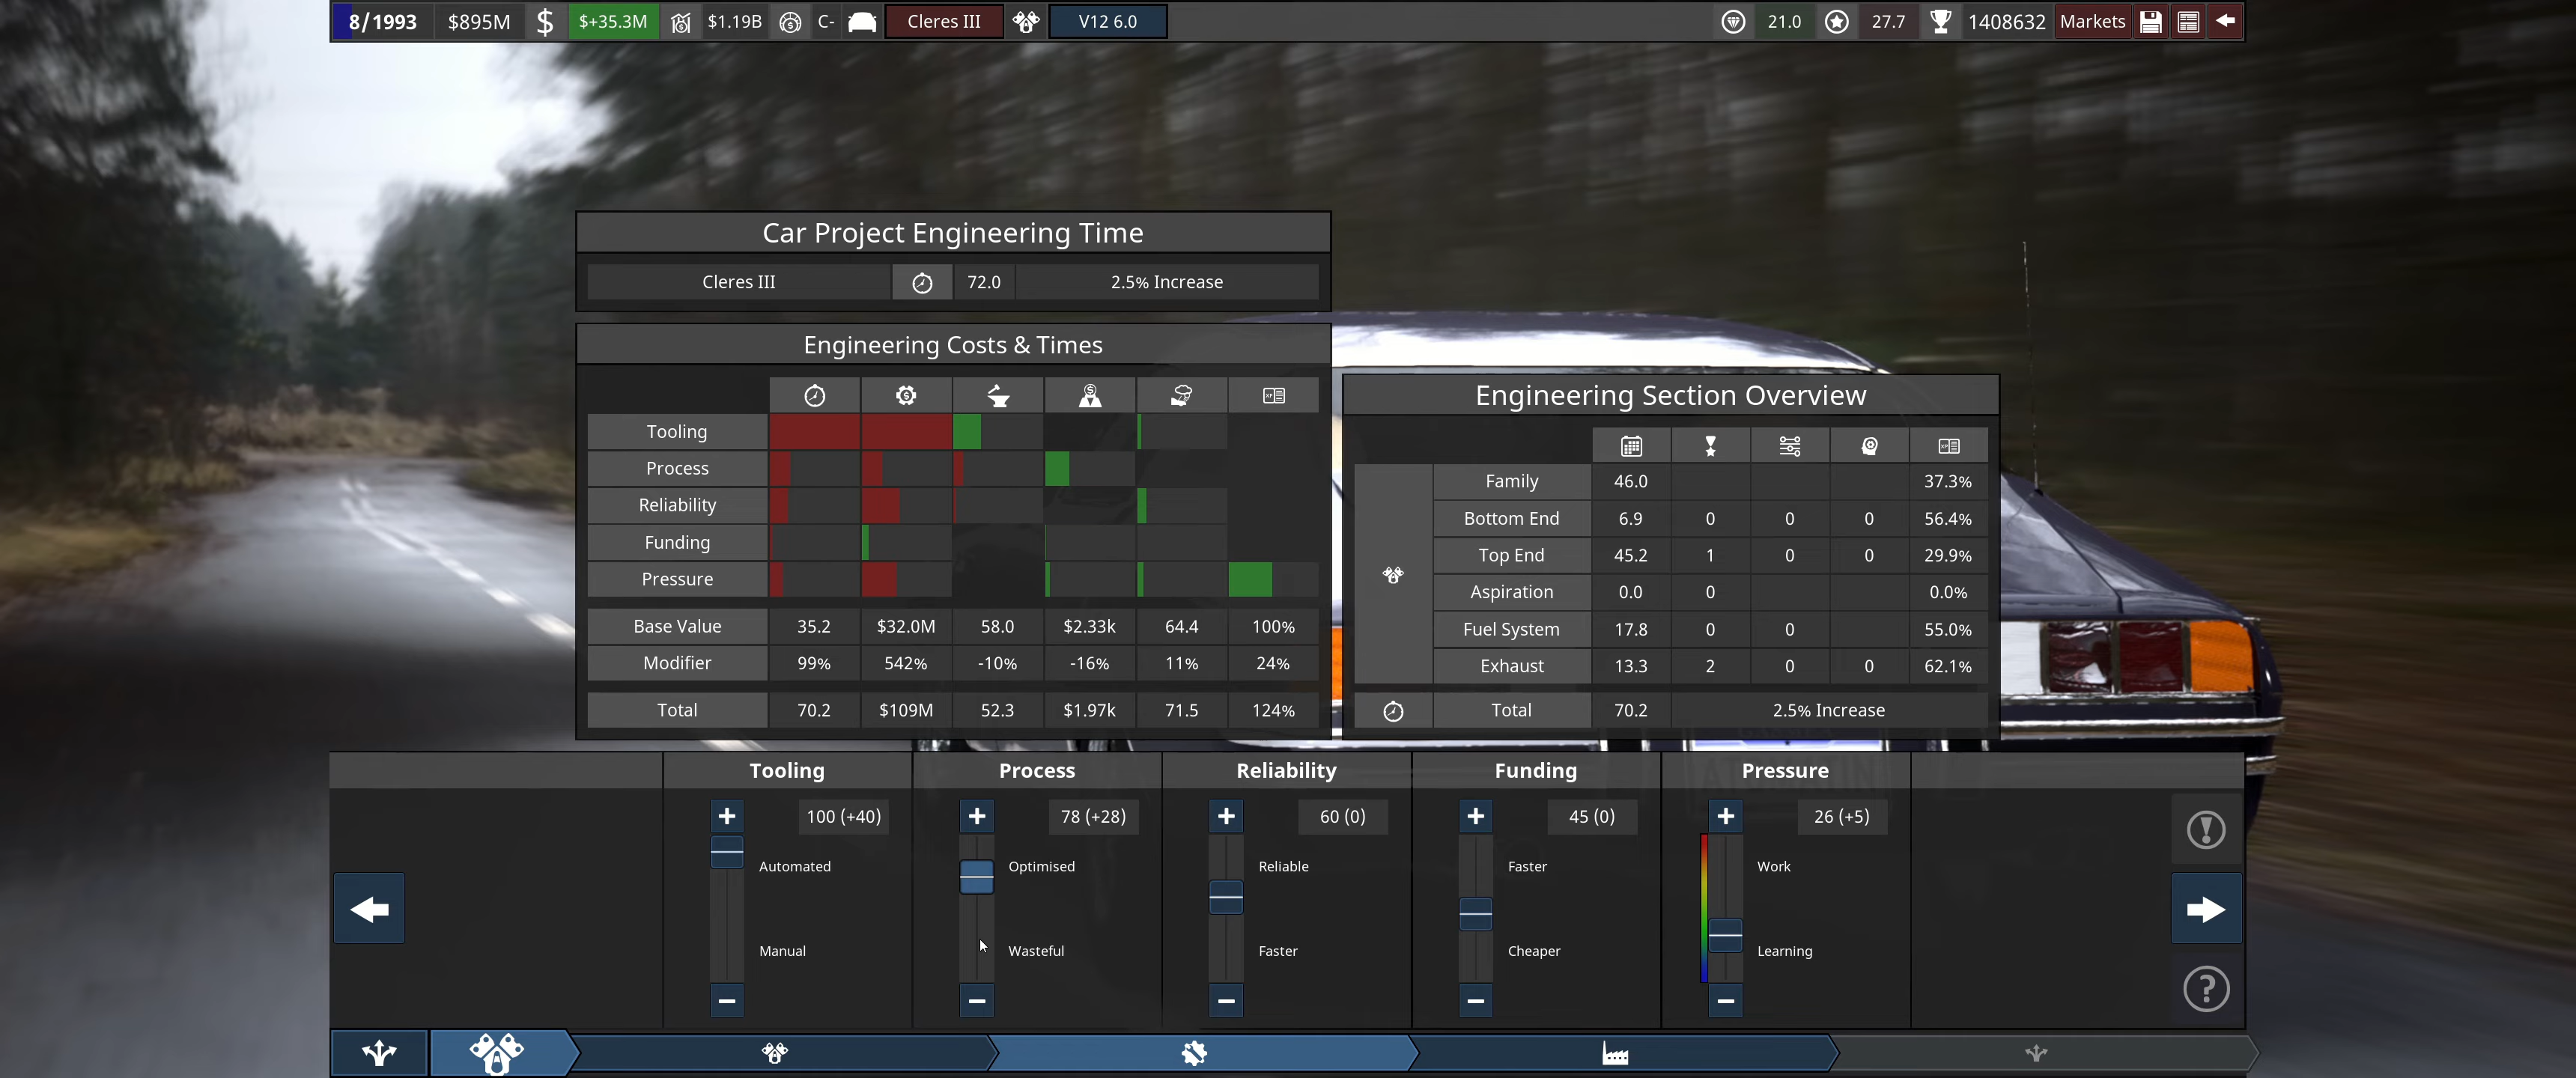 8/1993 $895M $+35.3M $1.19B C- Cleres III V12 6.0 21.0 27.7 1408632 Markets
Car Project Engineering Time
Cleres III 72.0 2.5% Increase
Engineering Costs & Times
Tooling
Process
Reliability
Funding
Pressure
Base Value 35.2 $32.0M 58.0 $2.33k 64.4 100%
Modifier 99% 542% -10% -16% 11% 24%
Total 70.2 $109M 52.3 $1.97k 71.5 124%
Engineering Section Overview
Family 46.0 37.3%
Bottom End 6.9 0 0 0 56.4%
Top End 45.2 1 0 0 29.9%
Aspiration 0.0 0 0.0%
Fuel System 17.8 0 0 55.0%
Exhaust 13.3 2 0 0 62.1%
Total 70.2 2.5% Increase
Tooling Process Reliability Funding Pressure
100 (+40) 78 (+28) 60 (0) 45 (0) 26 (+5)
Automated Optimised Reliable Faster Work
Manual Wasteful Faster Cheaper Learning